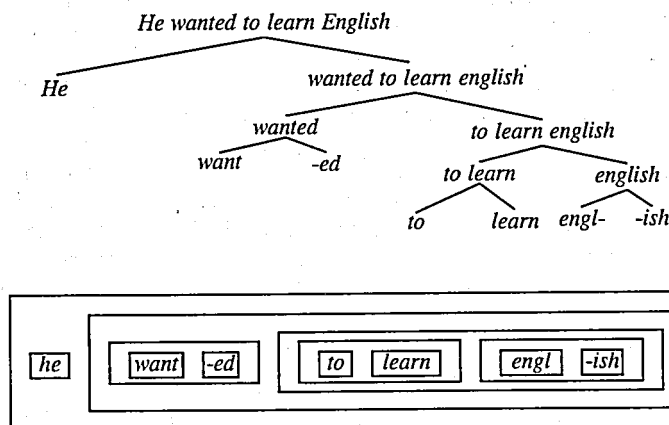 He wanted to learn English
He wanted to learn english
wanted to learn english
want -ed to learn english
to learn engl- -ish
he want -ed to learn engl -ish